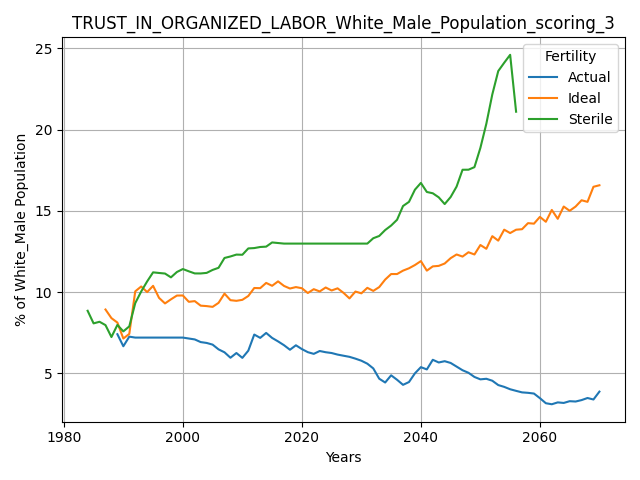 TRUST_IN_ORGANIZED_LABOR_White_Male_Population_scoring_3
25
20
15
10
5
% of White_Male Population
1980
2000
2020
2040
2060
Years
Fertility
Actual
Ideal
Sterile